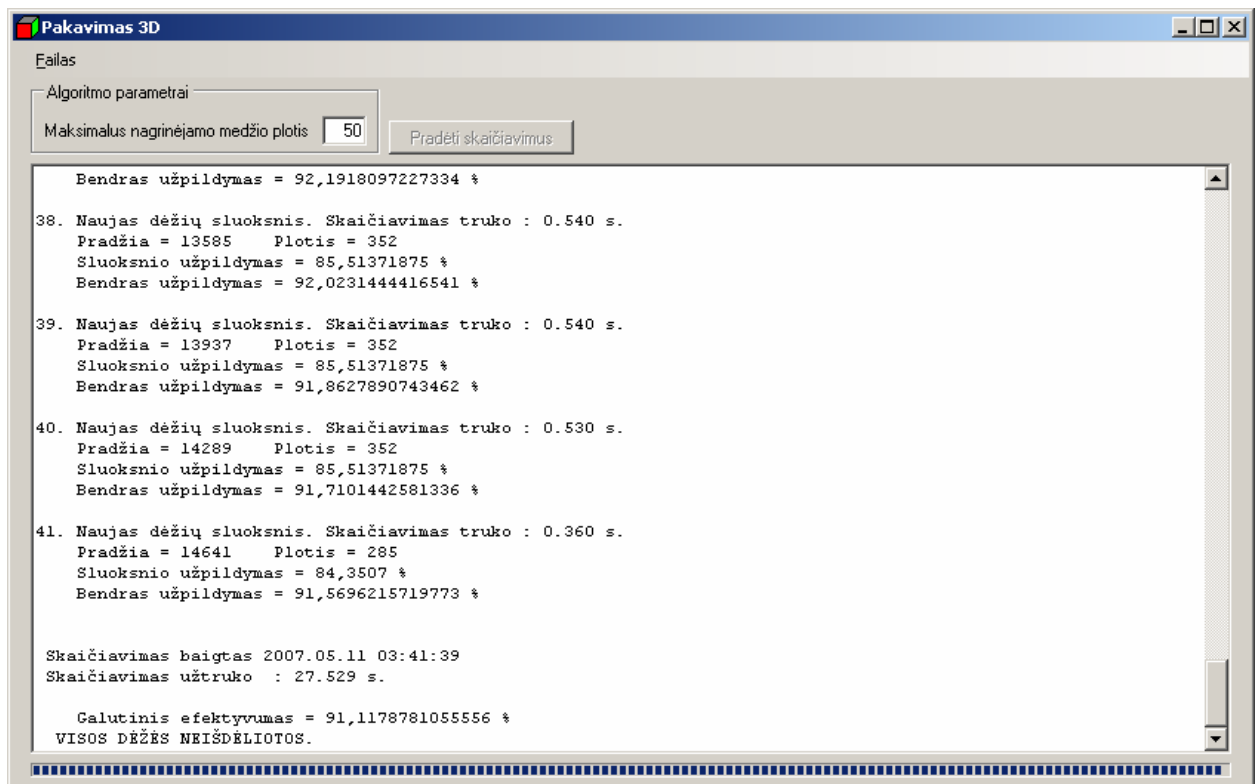 Pakavimas 3D
Failas
Algoritmo parametrai
Maksimalus nagrinėjamo medžio plotis 50
Pradėti skaičiavimus
Bendras užpildymas = 92,1918097227334 %
38. Naujas dėžių sluoksnis. Skaičiavimas truko : 0.540 s.
Pradžia = 13585 Plotis = 352
Sluoksnio užpildymas = 85,51371875 %
Bendras užpildymas = 92,0231444416541 %
39. Naujas dėžių sluoksnis. Skaičiavimas truko : 0.540 s.
Pradžia = 13937 Plotis = 352
Sluoksnio užpildymas = 85,51371875 %
Bendras užpildymas = 91,8627890743462 %
40. Naujas dėžių sluoksnis. Skaičiavimas truko : 0.530 s.
Pradžia = 14289 Plotis = 352
Sluoksnio užpildymas = 85,51371875 %
Bendras užpildymas = 91,7101442581336 %
41. Naujas dėžių sluoksnis. Skaičiavimas truko : 0.360 s.
Pradžia = 14641 Plotis = 285
Sluoksnio užpildymas = 84,3507 %
Bendras užpildymas = 91,5696215719773 %
Skaičiavimas baigtas 2007.05.11 03:41:39
Skaičiavimas užtruko : 27.529 s.
Galutinis efektyvumas = 91,1178781055556 %
VISOS DĖŽĖS NEIŠDĖLIOTOS.